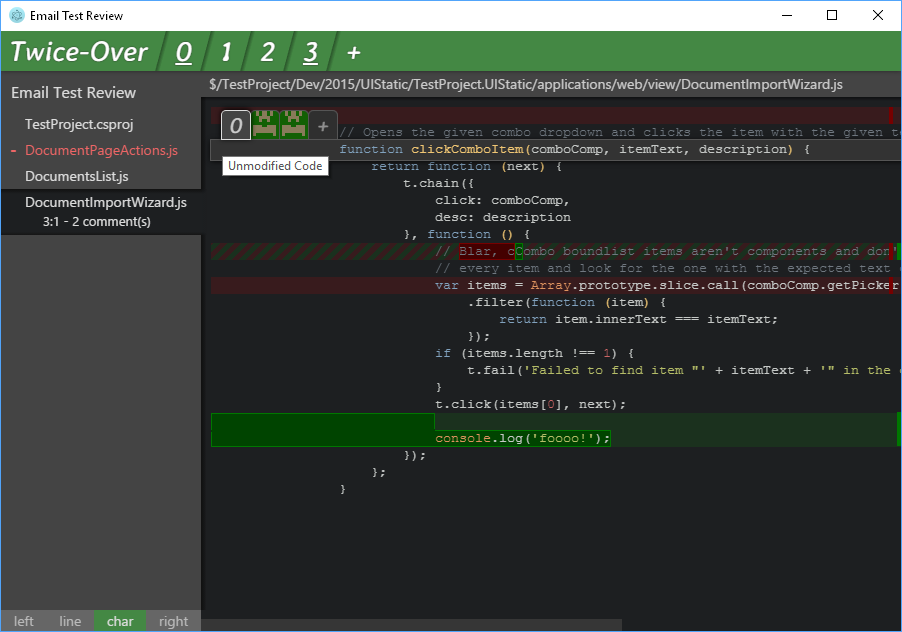 Email Test Review
Twice-Over 0 1 2 3 +
Email Test Review
TestProject.csproj
- DocumentPageActions.js
DocumentsList.js
DocumentImportWizard.js
3:1 - 2 comment(s)
$/TestProject/Dev/2015/UIStatic/TestProject.UIStatic/applications/web/view/DocumentImportWizard.js
0 +
Unmodified Code
// Opens the given combo dropdown and clicks the item with the given
function clickComboItem(comboComp, itemText, description) {
return function (next) {
t.chain({
click: comboComp,
desc: description
}, function () {
// Blar, cCombo boundlist items aren't components and don'
// every item and look for the one with the expected text
var items = Array.prototype.slice.call(comboComp.getPicker
.filter(function (item) {
return item.innerText === itemText;
});
if (items.length !== 1) {
t.fail('Failed to find item "' + itemText + '" in the
}
t.click(items[0], next);
console.log('foooo!');
});
};
}
left line char right